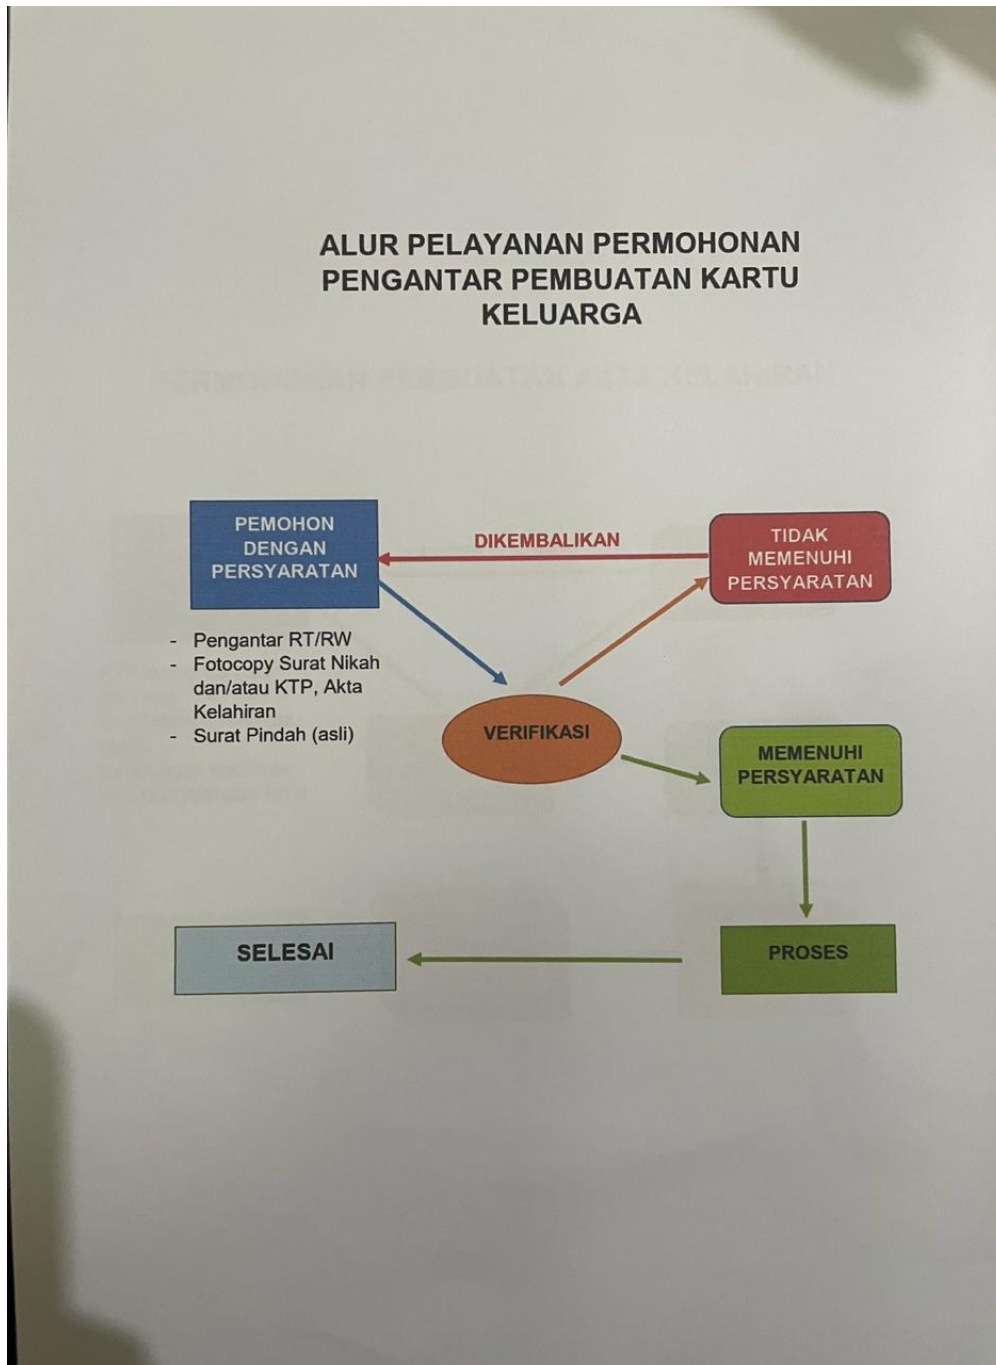 ALUR PELAYANAN PERMOHONAN
PENGANTAR PEMBUATAN KARTU
KELUARGA
PEMOHON
DENGAN
PERSYARATAN
DIKEMBALIKAN
TIDAK
MEMENUHI
PERSYARATAN
- Pengantar RT/RW
- Fotocopy Surat Nikah
dan/atau KTP, Akta
Kelahiran
- Surat Pindah (asli)
VERIFIKASI
MEMENUHI
PERSYARATAN
SELESAI
PROSES